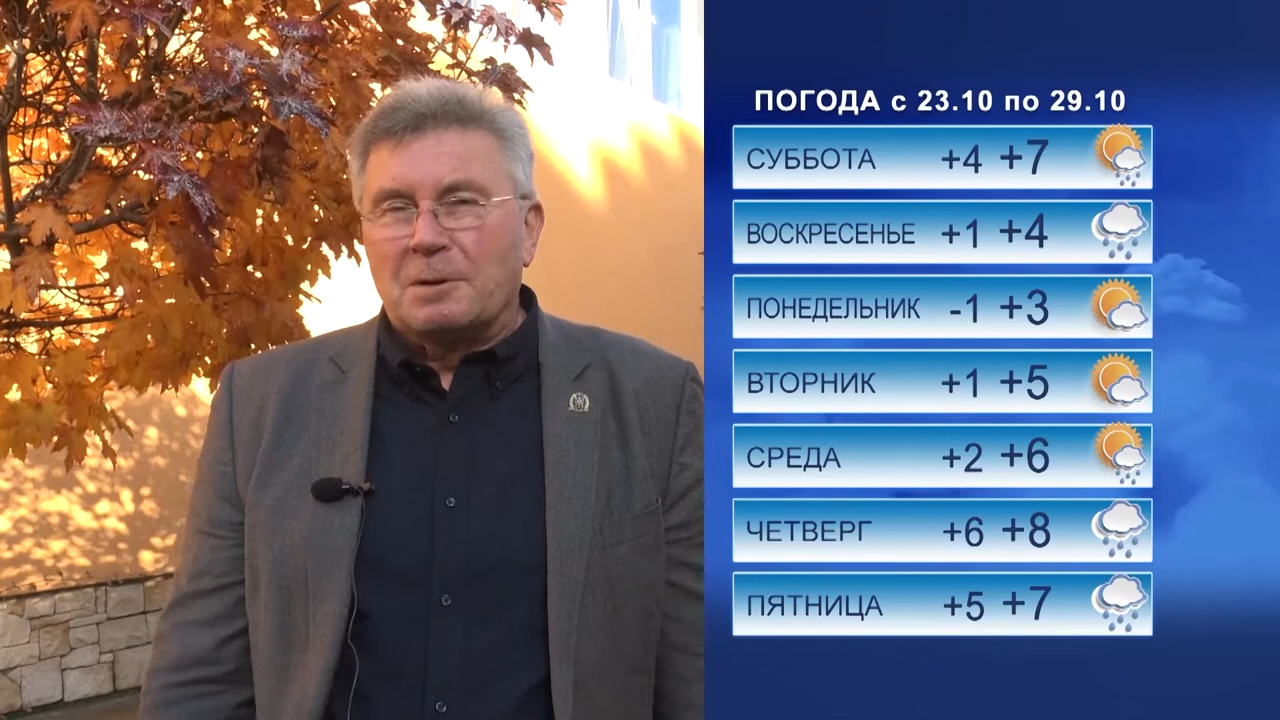 ПОГОДА с 23.10 по 29.10
СУББОТА +4 +7
ВОСКРЕСЕНЬЕ +1 +4
ПОНЕДЕЛЬНИК -1 +3
ВТОРНИК +1 +5
СРЕДА +2 +6
ЧЕТВЕРГ +6 +8
ПЯТНИЦА +5 +7